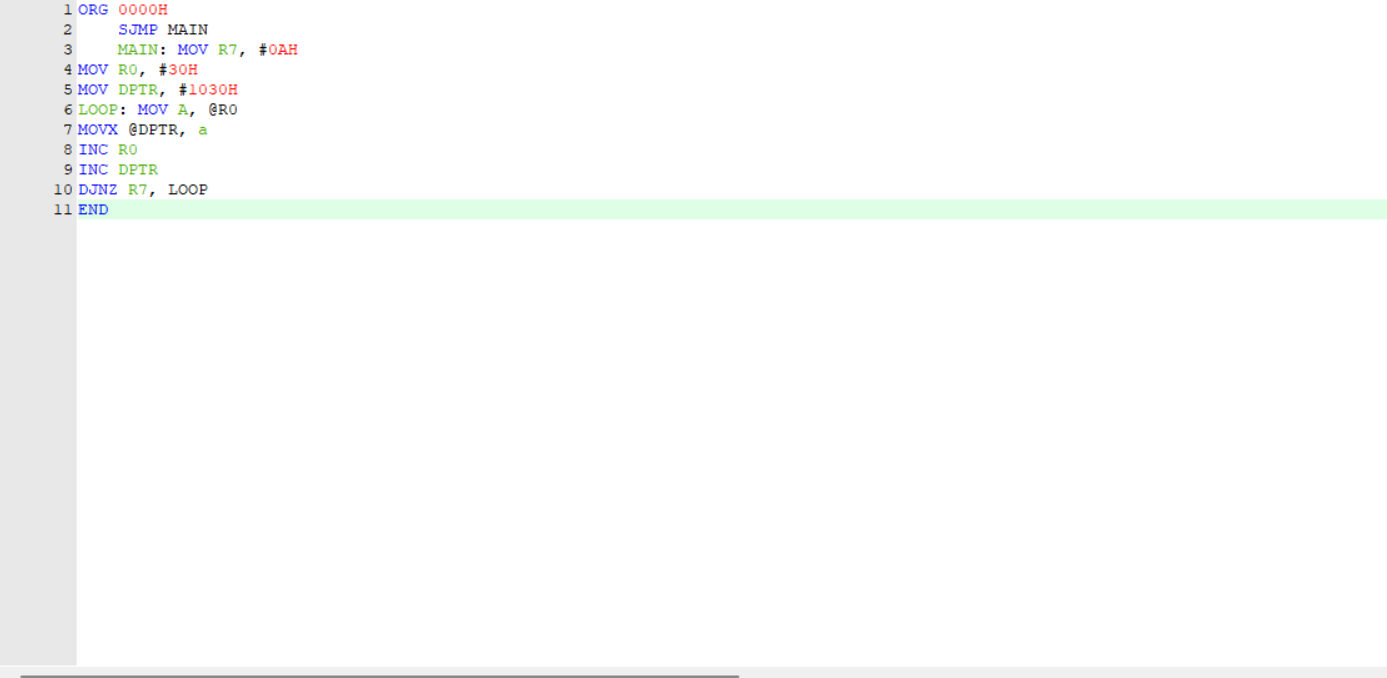 1 ORG 0000H
2 SJMP MAIN
3 MAIN: MOV R7, #0AH
4 MOV R0, #30H
5 MOV DPTR, #1030H
6 LOOP: MOV A, @R0
7 MOVX @DPTR, a
8 INC R0
9 INC DPTR
10 DJNZ R7, LOOP
11 END